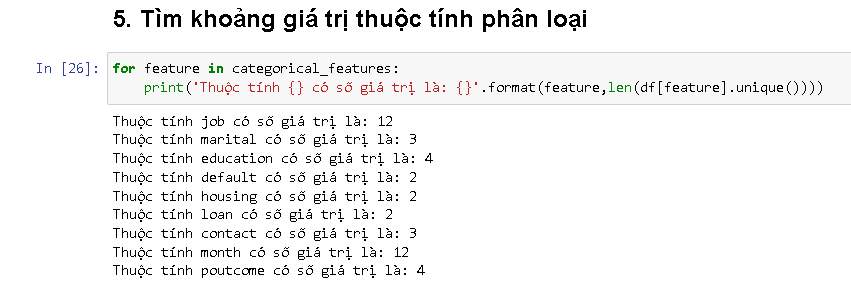 5. Tìm khoảng giá trị thuộc tính phân loại
In [26]: for feature in categorical_features:
print('Thuộc tính {} có số giá trị là: {}'.format(feature,len(df[feature].unique())))
Thuộc tính job có số giá trị là: 12
Thuộc tính marital có số giá trị là: 3
Thuộc tính education có số giá trị là: 4
Thuộc tính default có số giá trị là: 2
Thuộc tính housing có số giá trị là: 2
Thuộc tính loan có số giá trị là: 2
Thuộc tính contact có số giá trị là: 3
Thuộc tính month có số giá trị là: 12
Thuộc tính poutcome có số giá trị là: 4